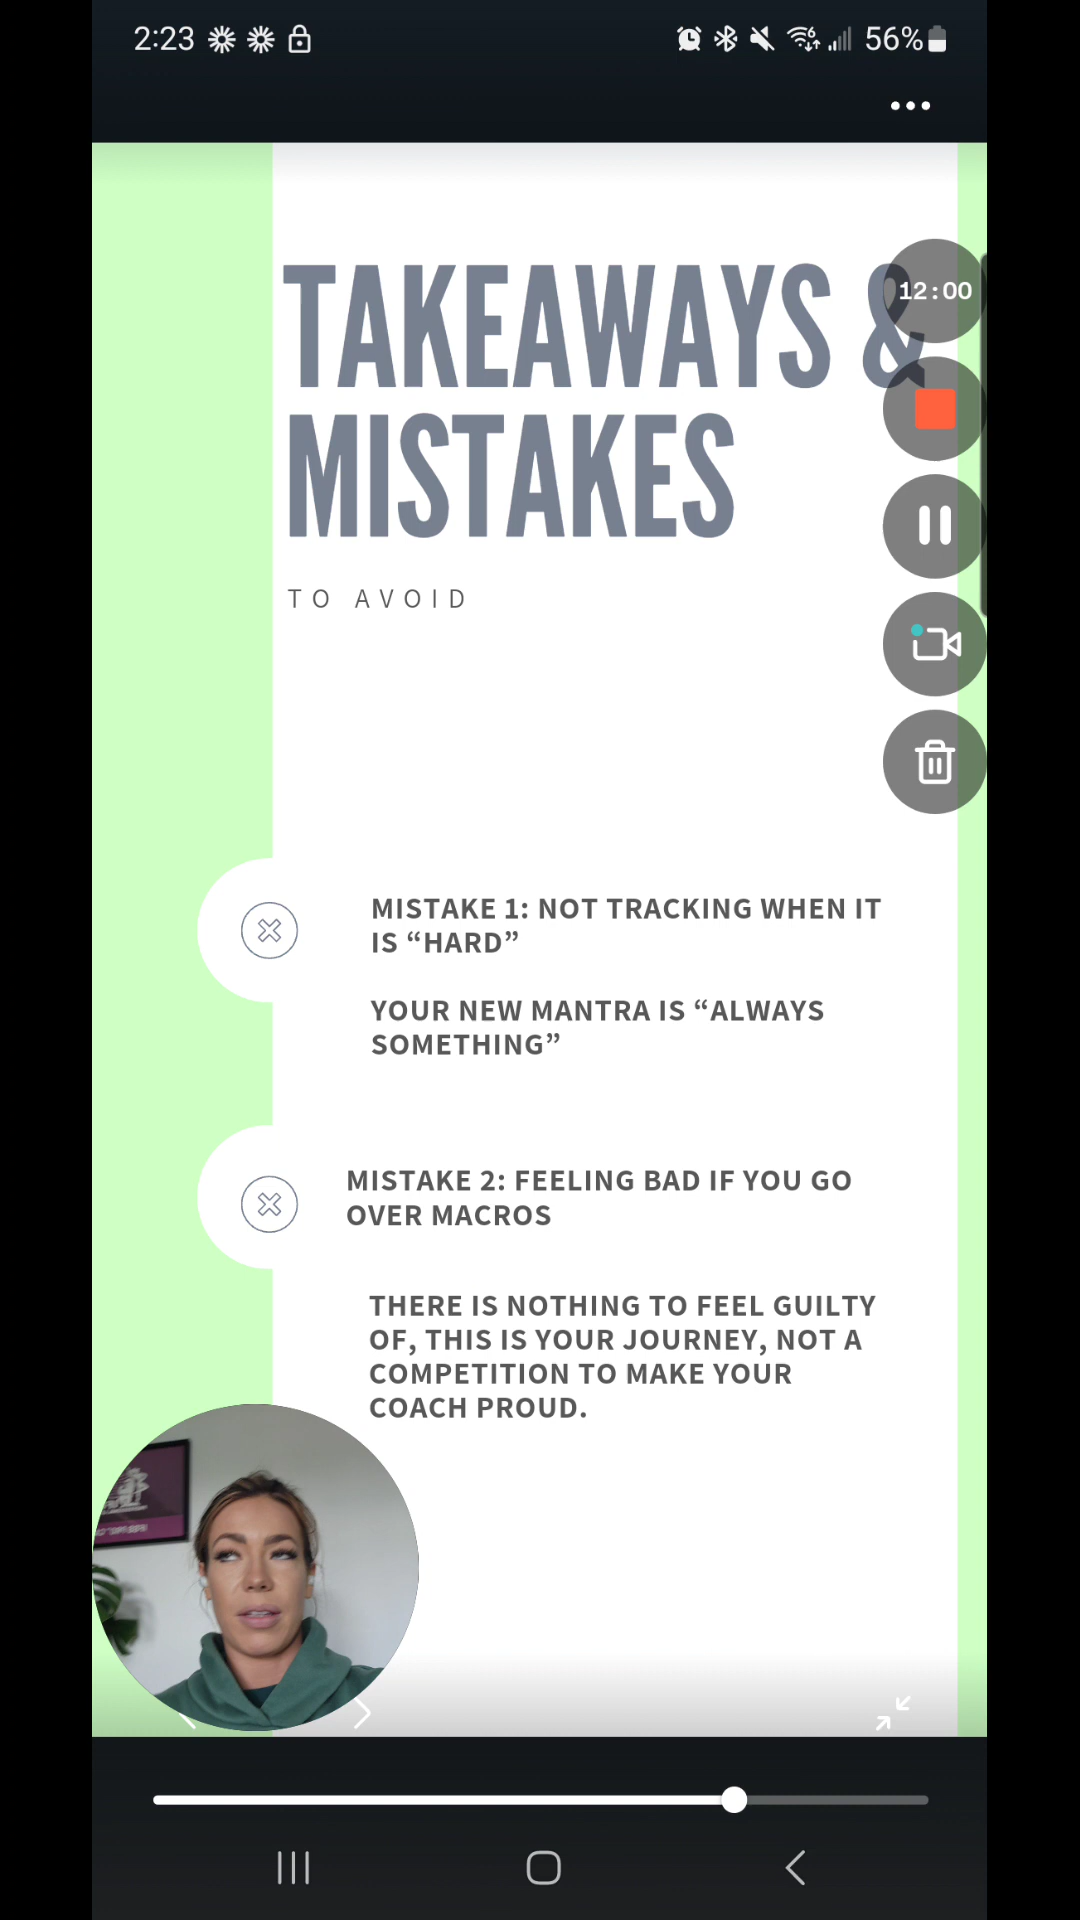 2:23
56%
12:00
TAKEAWAYS &
MISTAKES
TO AVOID
MISTAKE 1: NOT TRACKING WHEN IT
IS “HARD”
YOUR NEW MANTRA IS “ALWAYS
SOMETHING”
MISTAKE 2: FEELING BAD IF YOU GO
OVER MACROS
THERE IS NOTHING TO FEEL GUILTY
OF, THIS IS YOUR JOURNEY, NOT A
COMPETITION TO MAKE YOUR
COACH PROUD.